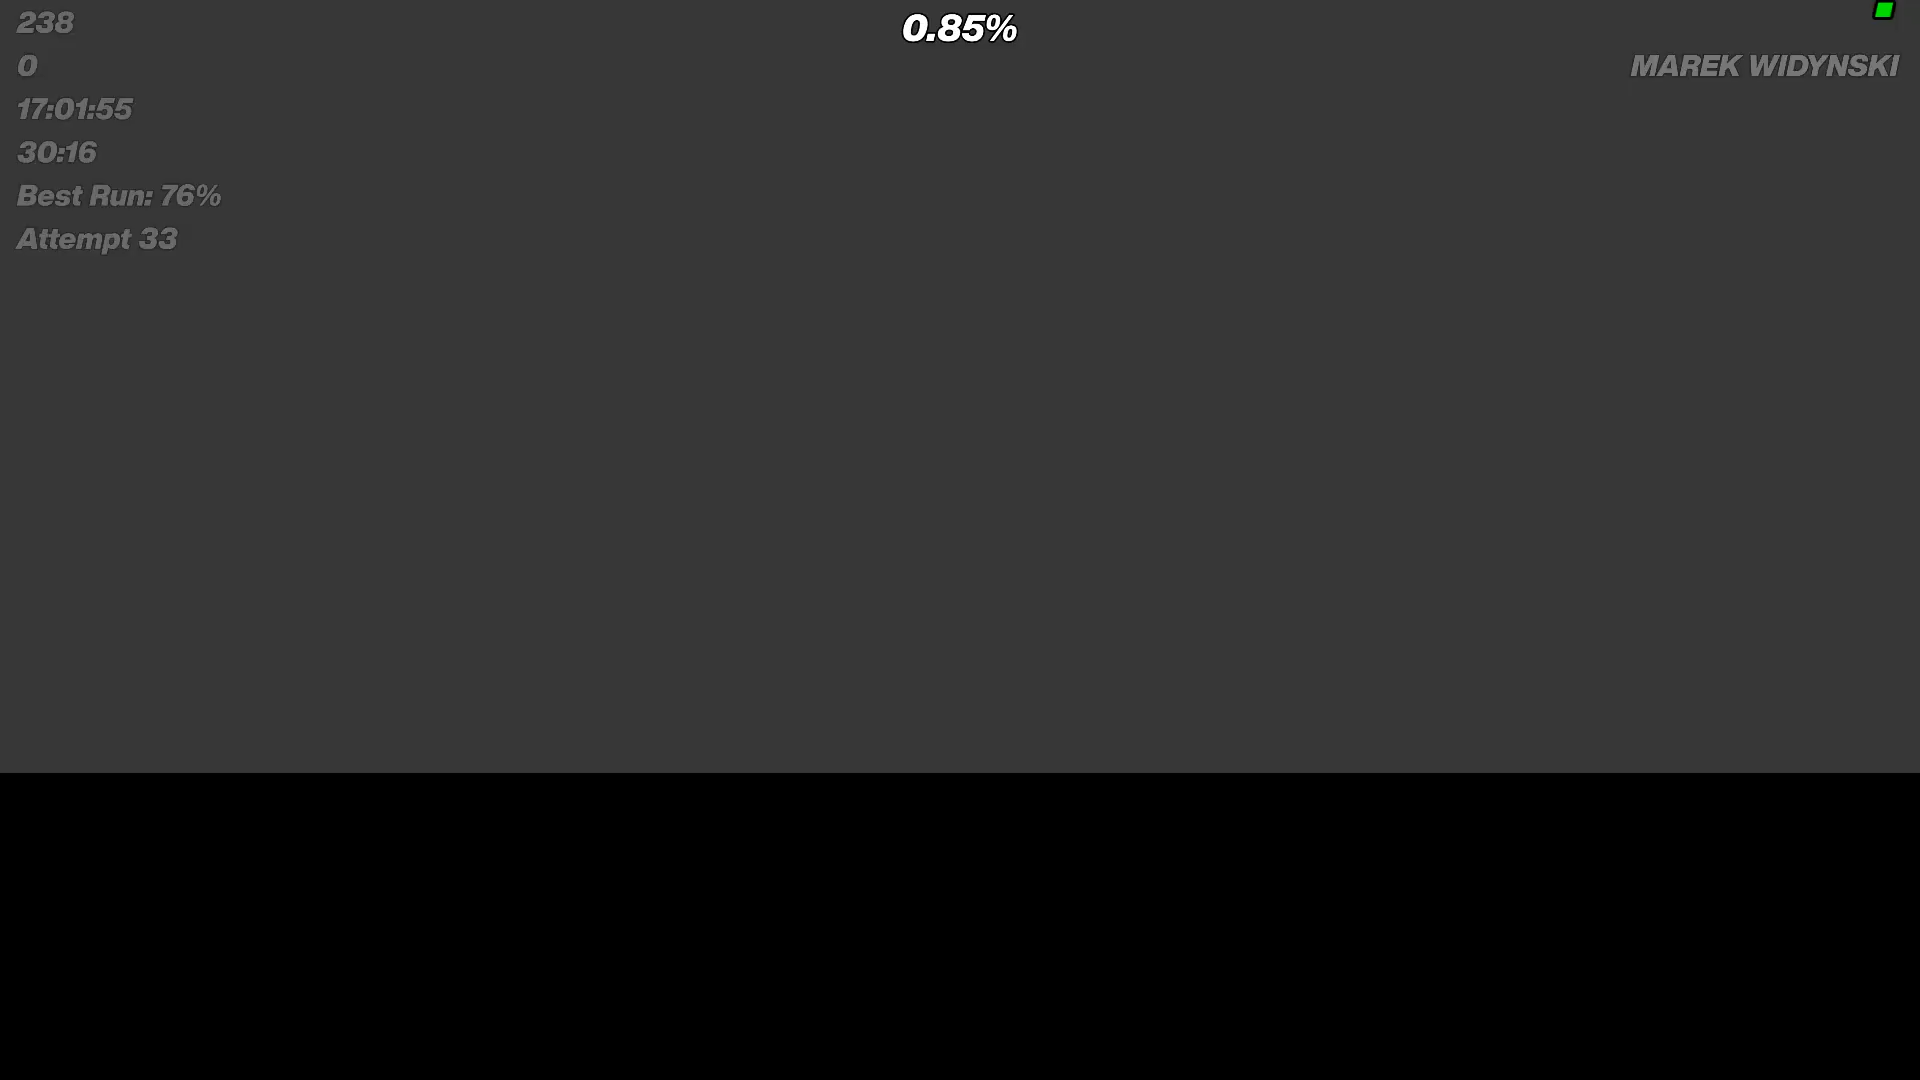 238
0.85%
0
MAREK WIDYNSKI
17:01:55
30:16
Best Run: 76%
Attempt 33